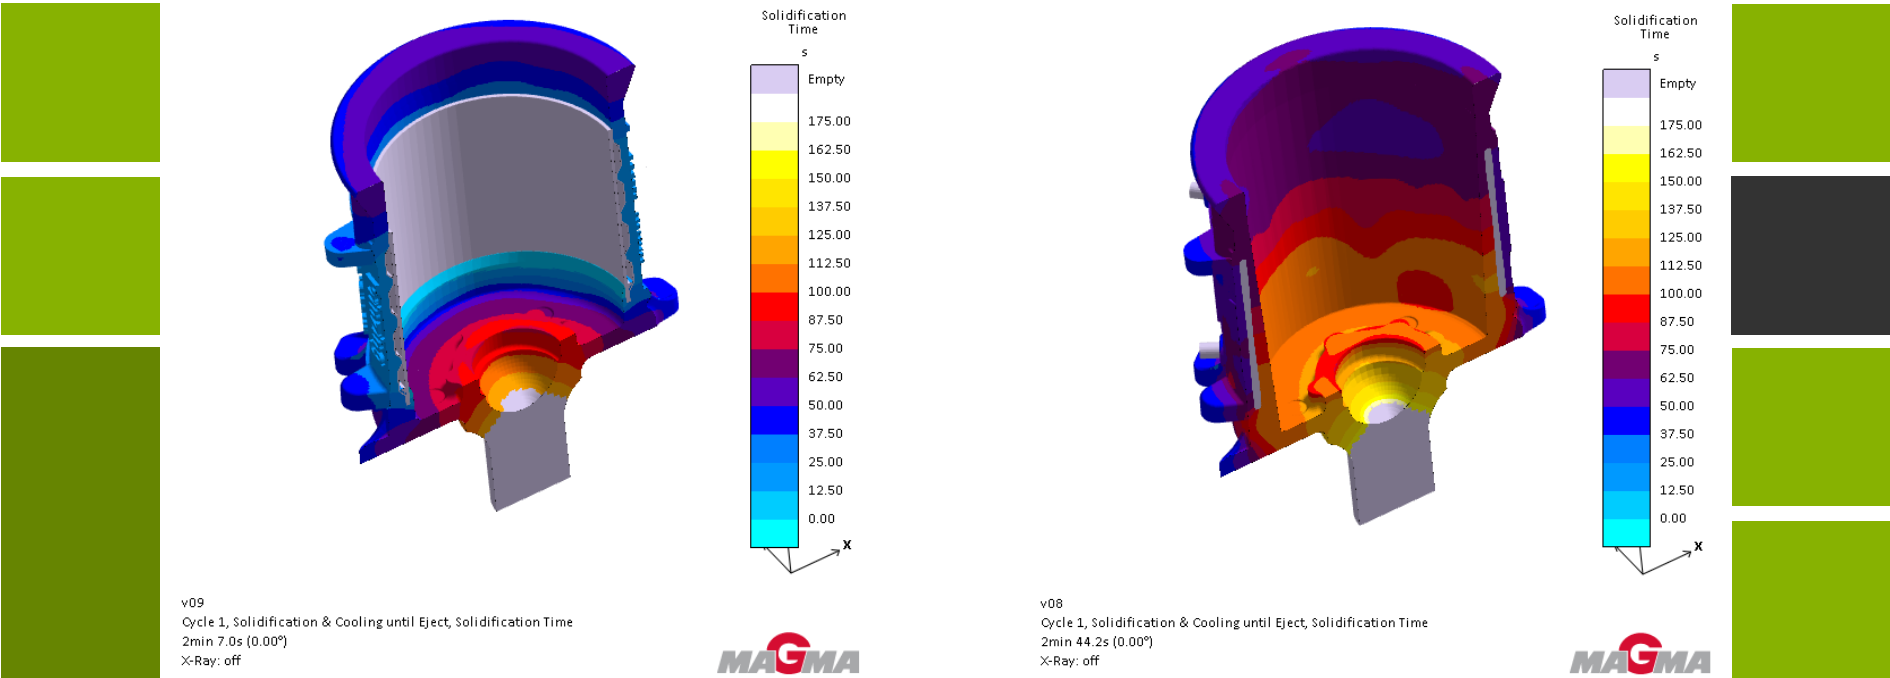 Solidification
Time
s
Empty
175.00
162.50
150.00
137.50
125.00
112.50
100.00
87.50
75.00
62.50
50.00
37.50
25.00
12.50
0.00
X
v09
Cycle 1, Solidification & Cooling until Eject, Solidification Time
2min 7.0s (0.00°)
X-Ray: off
MAGMA
Solidification
Time
s
Empty
175.00
162.50
150.00
137.50
125.00
112.50
100.00
87.50
75.00
62.50
50.00
37.50
25.00
12.50
0.00
X
v08
Cycle 1, Solidification & Cooling until Eject, Solidification Time
2min 44.2s (0.00°)
X-Ray: off
MAGMA